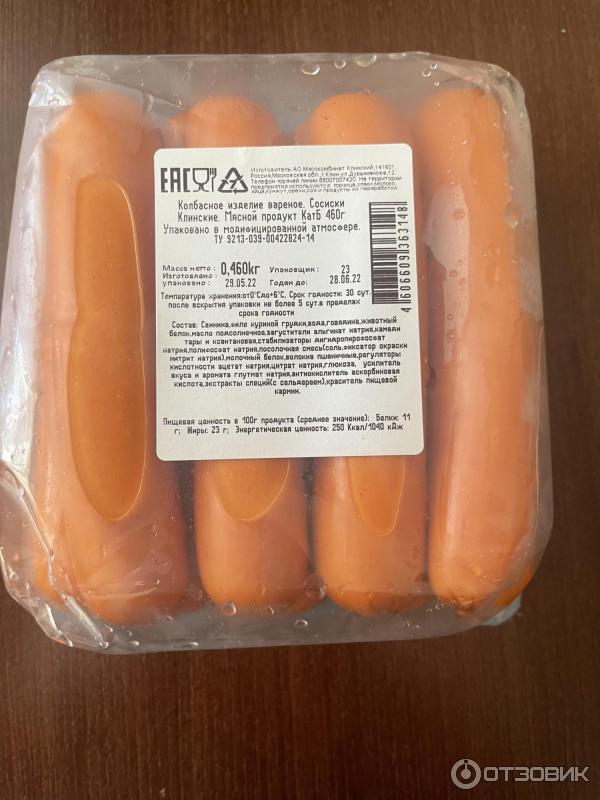 EAC
Изготовитель: АО Мясокомбинат Клинский,141601,
Россия,Московская обл.,г.Клин,ул.Дурыманова,12.
Телефон горячей линии 88007007420. На территории
предприятия используются: горчица,злаки,молоко,
яйца,кунжут,орехи,соя и продукты их переработки.
Колбасное изделие вареное. Сосиски
Клинские. Мясной продукт КатБ 460г
Упаковано в модифицированной атмосфере.
ТУ 9213-039-00422824-14
Масса нетто : 0,460кг Упаковщик : 23
Изготовлено Годен до: 28.06.22
упаковано : 29.05.22
4 606609 363148
Температура хранения:от0°Сдо+6°С, Срок годности: 30 сут.
после вскрытия упаковки не более 5 сут.в пределах
срока годности
Состав: Свинина,филе куриной грудки,вода,говядина,животный
белок,масло подсолнечное,загустители альгинат натрия,камеди
тары и ксантановая,стабилизаторы дигидропирофосфат
натрия,полифосфат натрия,посолочная смесь(соль,фиксатор окраски
нитрит натрия),молочный белок,волокна пшеничные,регуляторы
кислотности ацетат натрия,цитрат натрия,глюкоза, усилитель
вкуса и аромата глутмат натрия,антиокислитель аскорбиновая
кислота,экстракты специй(с сельдереем),краситель пищевой
кармин.
Пищевая ценность в 100г продукта (среднее значение): Белки: 11
г; Жиры: 23 г; Энергетическая ценность: 250 Ккал/1040 кДж
ОТЗОВИК